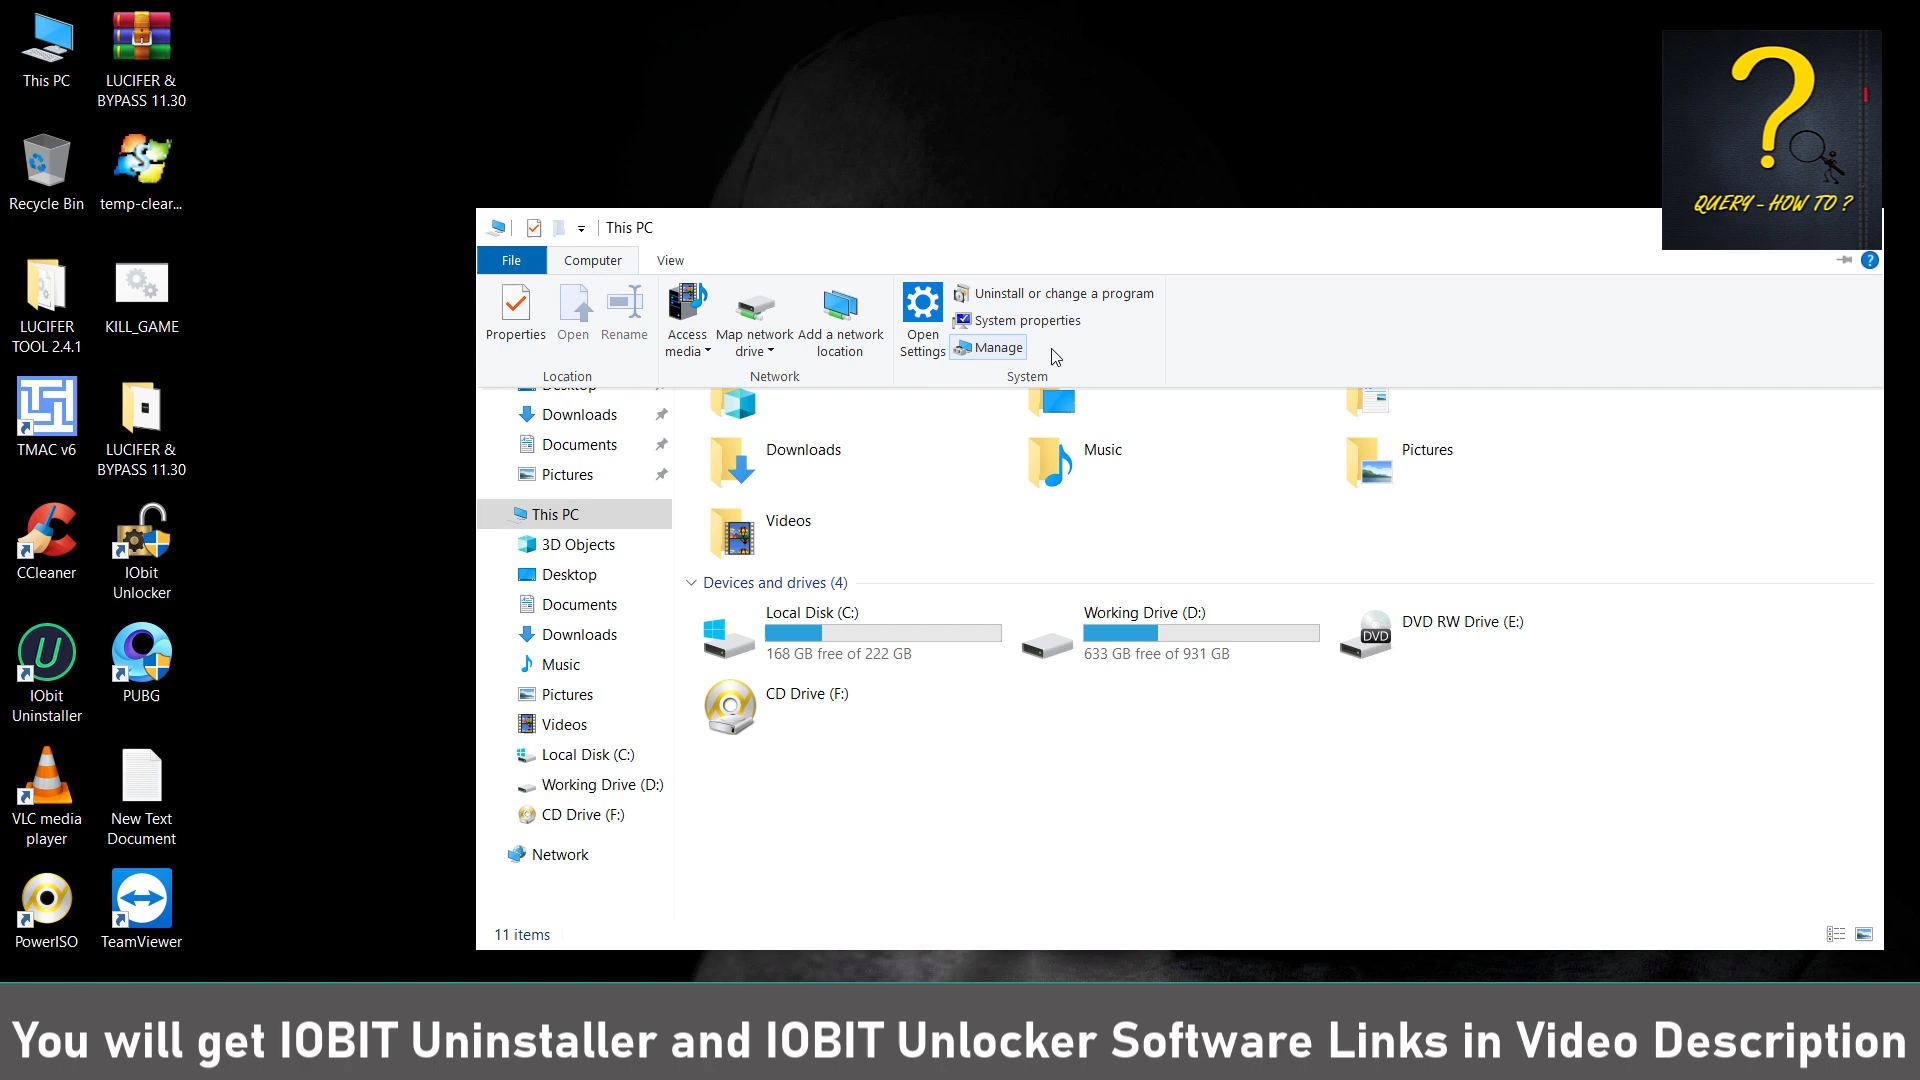 This PC
LUCIFER &
BYPASS 11.30
Recycle Bin
temp-clear...
LUCIFER
TOOL 2.4.1
KILL_GAME
TMAC v6
LUCIFER &
BYPASS 11.30
CCleaner
IObit
Unlocker
IObit
Uninstaller
PUBG
VLC media
player
New Text
Document
PowerISO
TeamViewer
?
QUERY - HOW TO ?
This PC
File
Computer
View
?
Properties
Open
Rename
Location
Access
media
Map network
drive
Add a network
location
Network
Open
Settings
Uninstall or change a program
System properties
Manage
System
Desktop
Downloads
Documents
Pictures
This PC
3D Objects
Desktop
Documents
Downloads
Music
Pictures
Videos
Local Disk (C:)
Working Drive (D:)
CD Drive (F:)
Network
Downloads
Music
Pictures
Videos
Devices and drives (4)
Local Disk (C:)
168 GB free of 222 GB
Working Drive (D:)
633 GB free of 931 GB
DVD
DVD RW Drive (E:)
CD Drive (F:)
11 items
You will get IOBIT Uninstaller and IOBIT Unlocker Software Links in Video Description